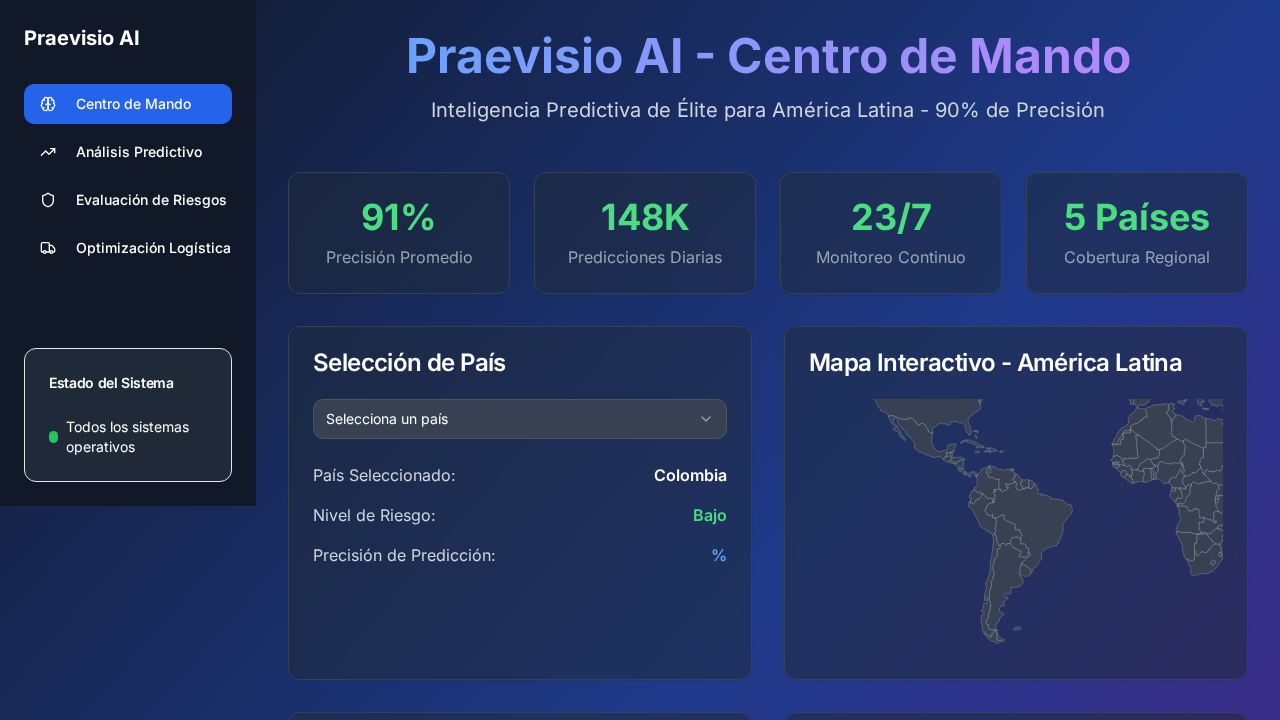 Praevisio AI
Centro de Mando
Análisis Predictivo
Evaluación de Riesgos
Optimización Logística
Estado del Sistema
Todos los sistemas
operativos
Praevisio AI - Centro de Mando
Inteligencia Predictiva de Élite para América Latina - 90% de Precisión
91%
Precisión Promedio
148K
Predicciones Diarias
23/7
Monitoreo Continuo
5 Países
Cobertura Regional
Selección de País
Selecciona un país
País Seleccionado: Colombia
Nivel de Riesgo: Bajo
Precisión de Predicción: %
Mapa Interactivo - América Latina